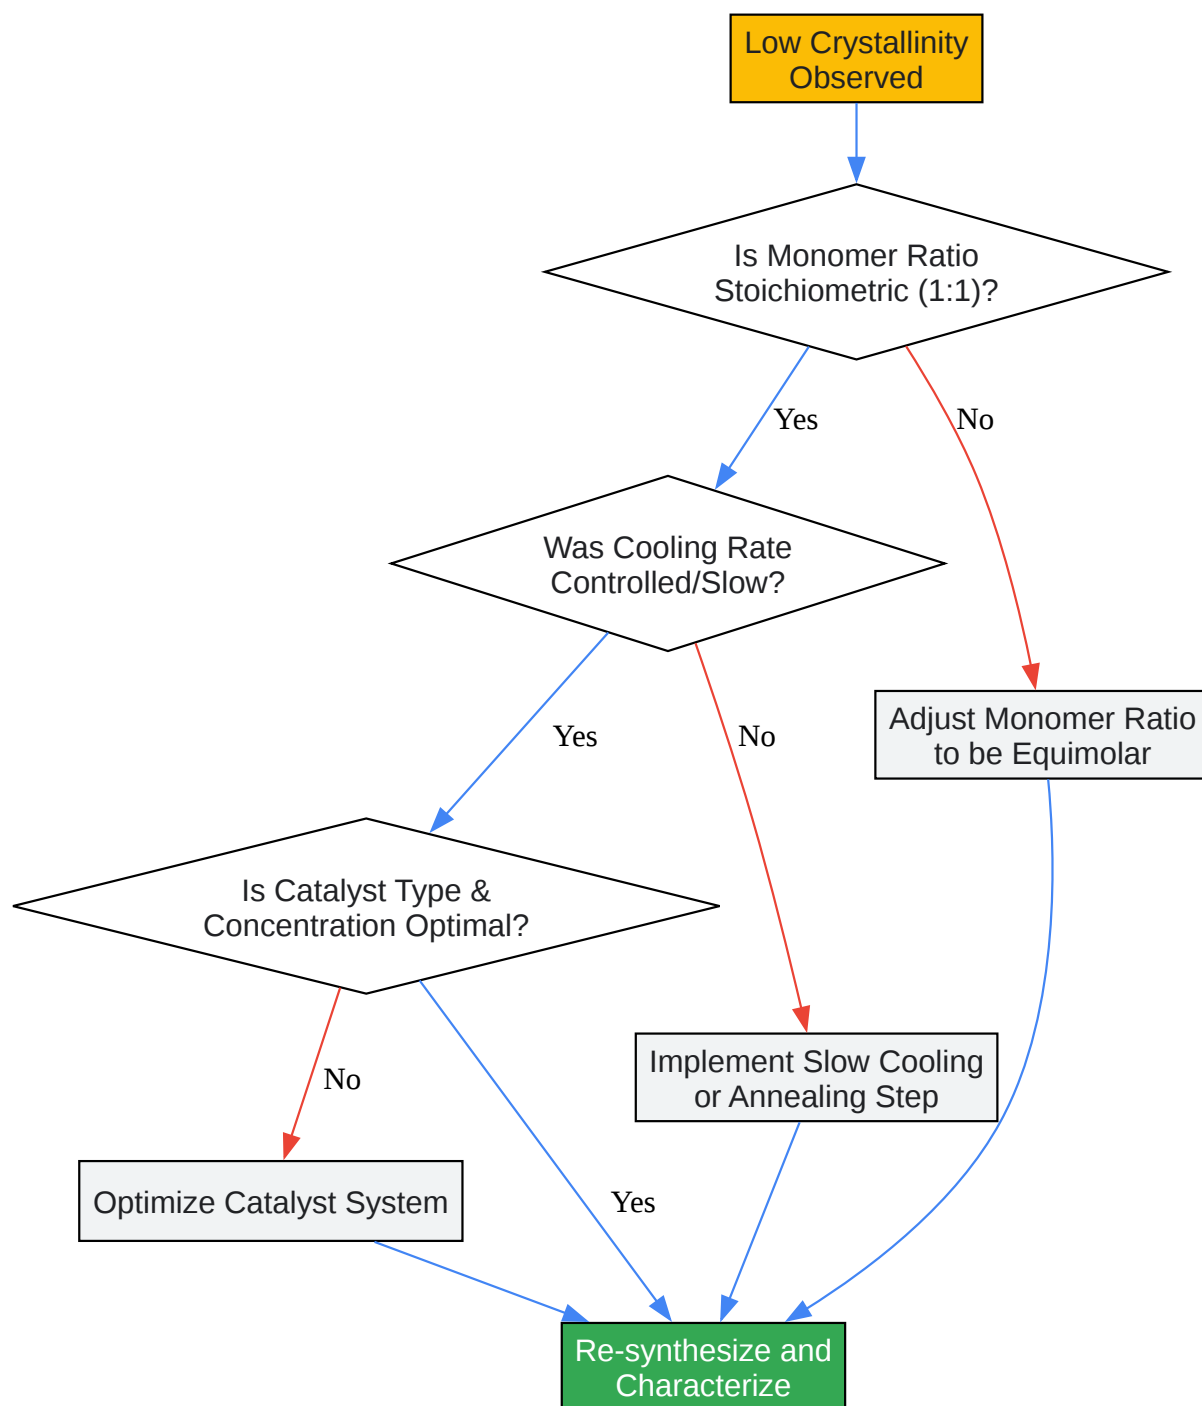 Low Crystallinity
Observed
Is Monomer Ratio
Stoichiometric (1:1)?
Yes
No
Was Cooling Rate
Controlled/Slow?
Yes
No
Adjust Monomer Ratio
to be Equimolar
Is Catalyst Type &
Concentration Optimal?
No
Yes
Implement Slow Cooling
or Annealing Step
Optimize Catalyst System
Re-synthesize and
Characterize